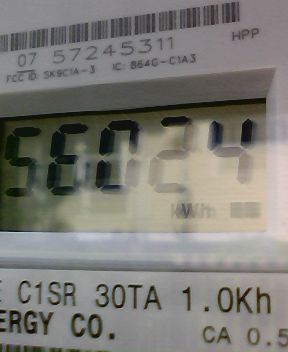 07 57245311
HPP
FCC ID: SK9C1A-3 IC: 864G-C1A3
56024
kWh
C1SR 30TA 1.0Kh
ERGY CO.
CA 0.5